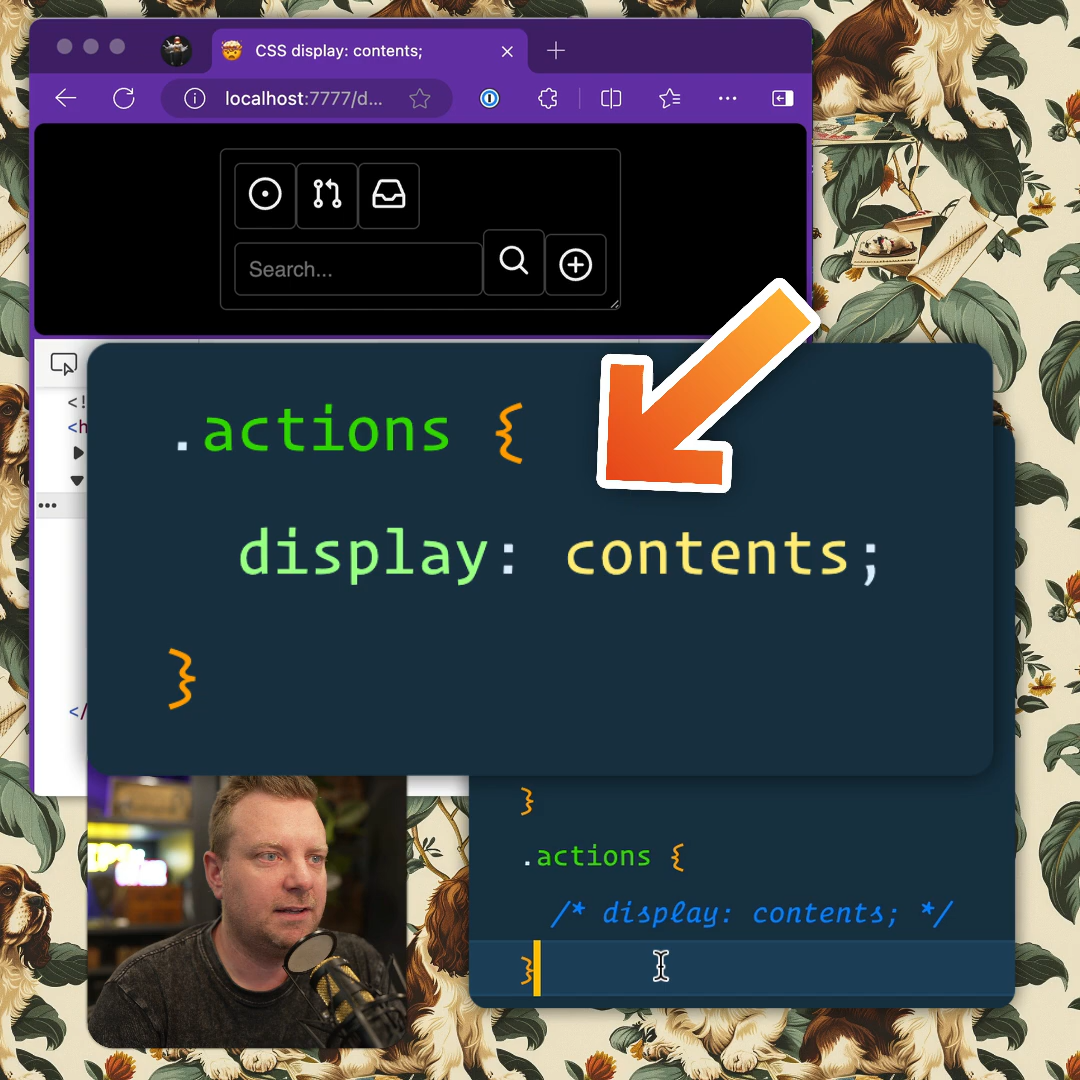 CSS display: contents;
localhost:7777/d...
Search...
<!
<h
.actions {
display: contents;
}
</
}
.actions {
/* display: contents; */
}